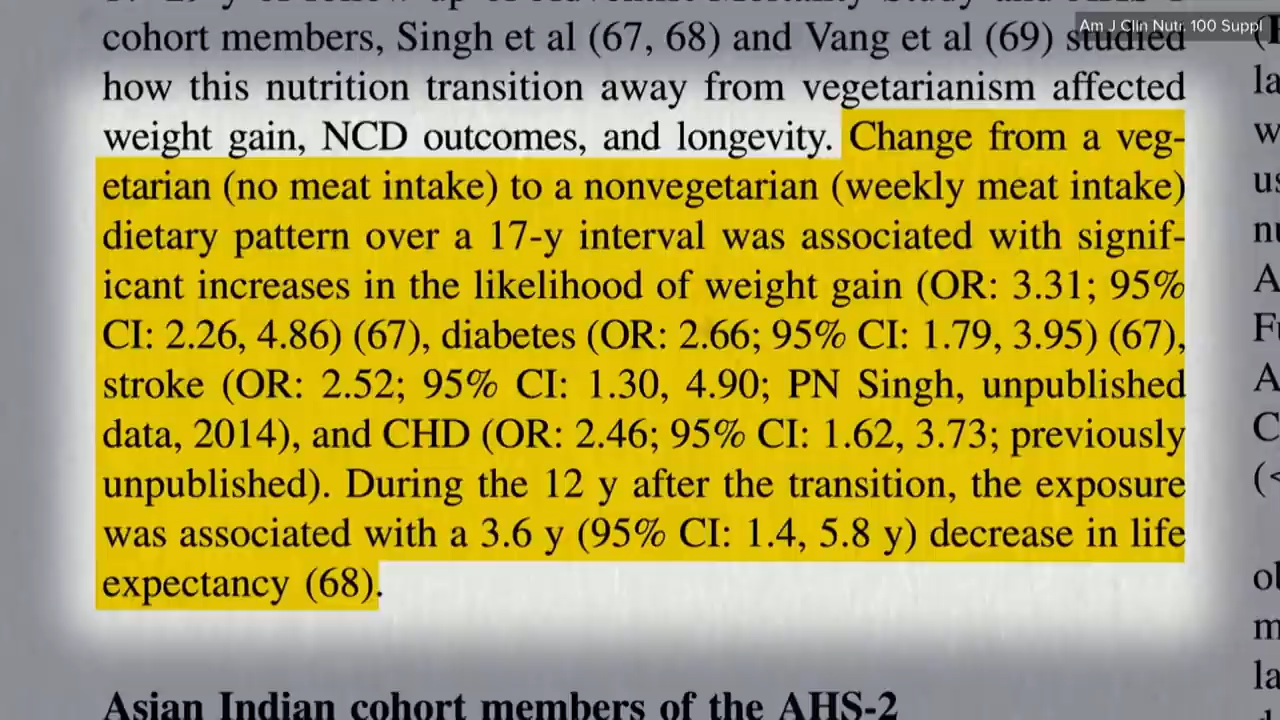 Am J Clin Nutr. 100 Suppl
cohort members, Singh et al (67, 68) and Vang et al (69) studied
how this nutrition transition away from vegetarianism affected
weight gain, NCD outcomes, and longevity. Change from a veg-
etarian (no meat intake) to a nonvegetarian (weekly meat intake)
dietary pattern over a 17-y interval was associated with signif-
icant increases in the likelihood of weight gain (OR: 3.31; 95%
CI: 2.26, 4.86) (67), diabetes (OR: 2.66; 95% CI: 1.79, 3.95) (67),
stroke (OR: 2.52; 95% CI: 1.30, 4.90; PN Singh, unpublished
data, 2014), and CHD (OR: 2.46; 95% CI: 1.62, 3.73; previously
unpublished). During the 12 y after the transition, the exposure
was associated with a 3.6 y (95% CI: 1.4, 5.8 y) decrease in life
expectancy (68).
Asian Indian cohort members of the AHS-2